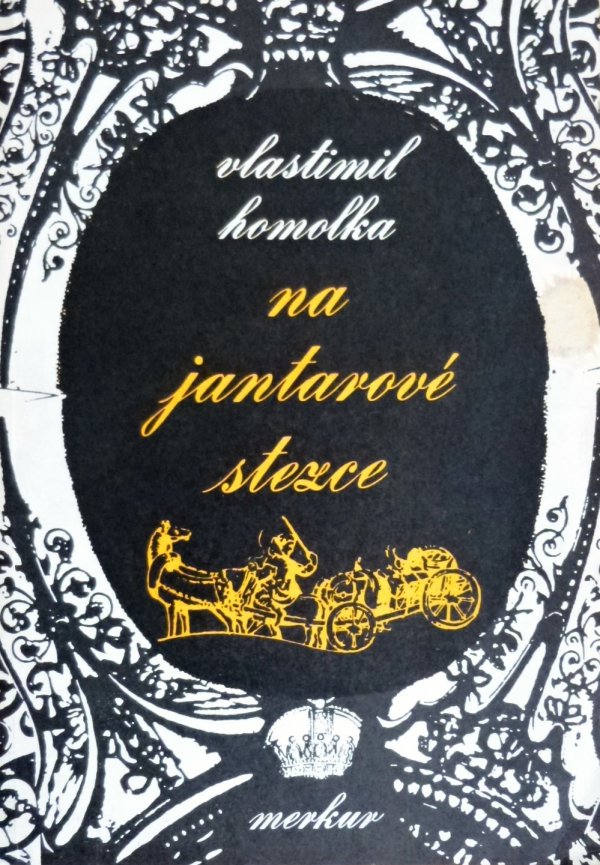 vlastimil
homolka
na
jantarové
stezce
merkur